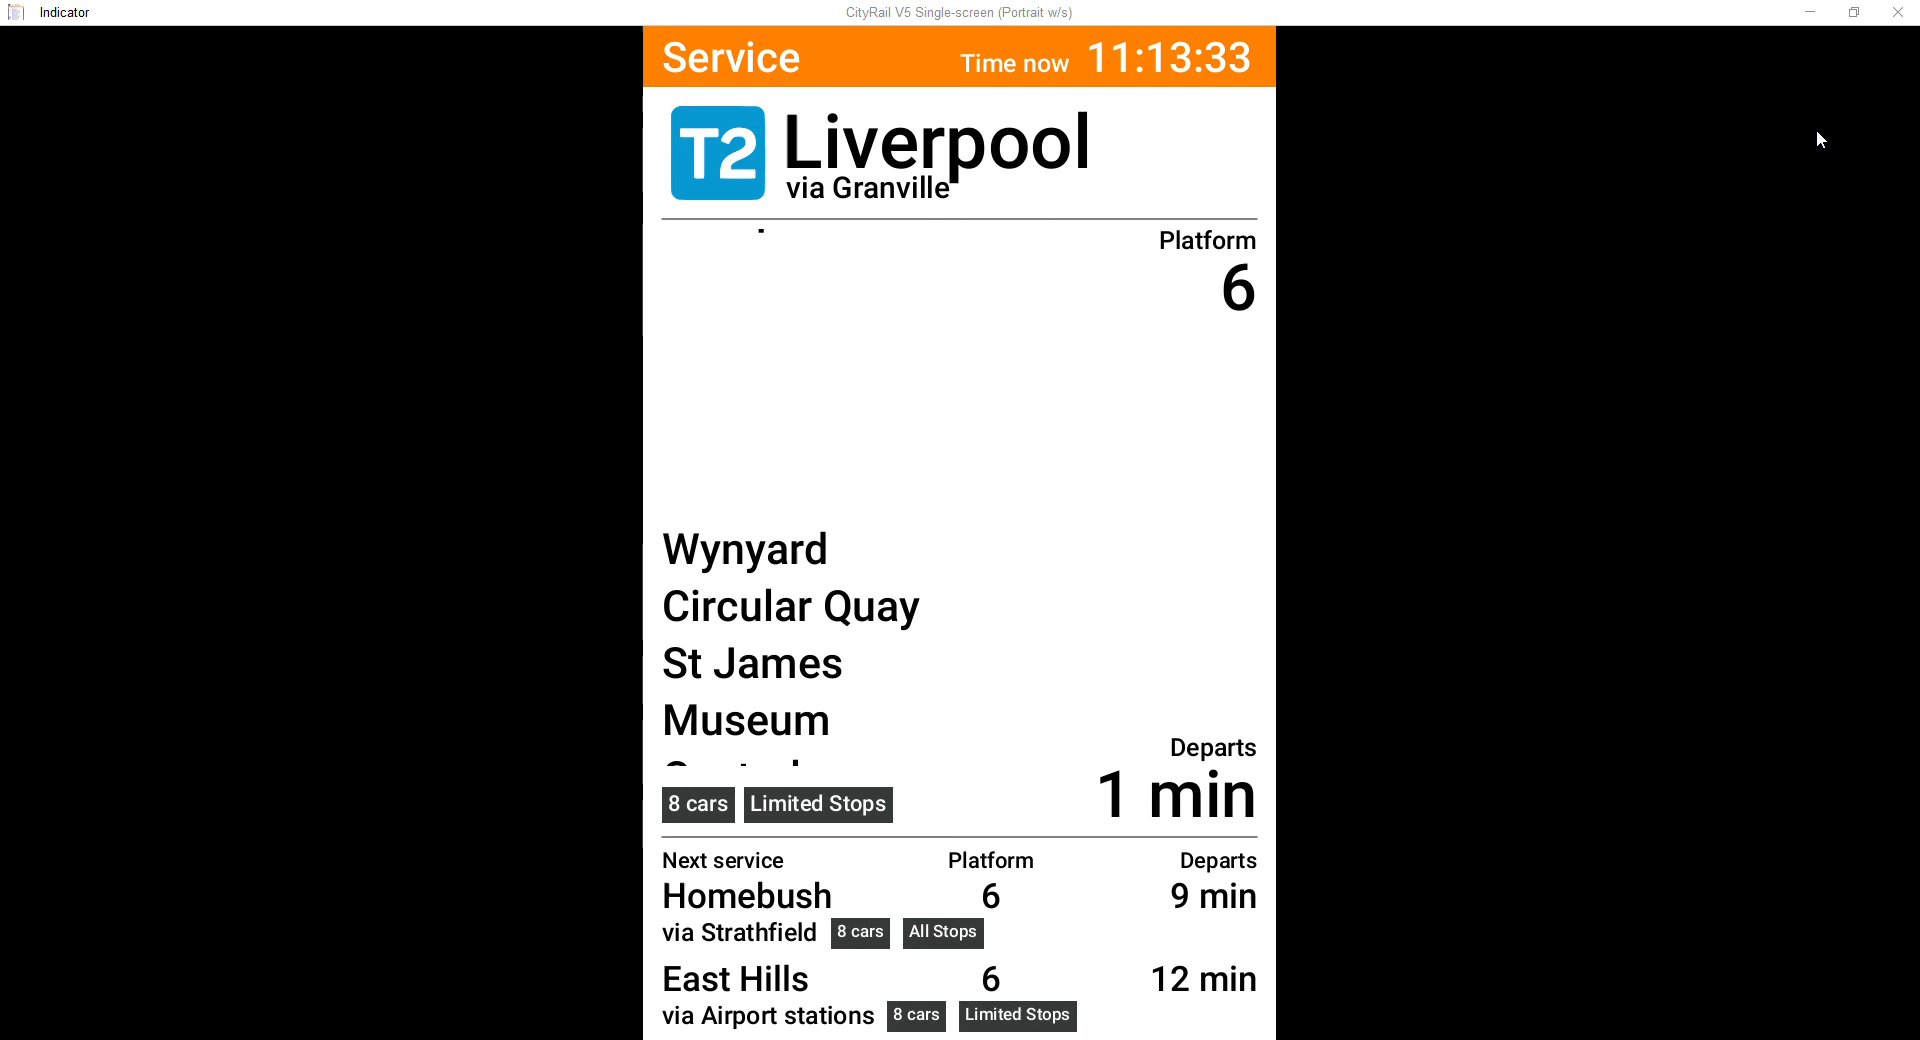 Indicator
CityRail V5 Single-screen (Portrait w/s)
Service
Time now 11:13:33
T2
Liverpool
via Granville
Platform
6
Wynyard
Circular Quay
St James
Museum
Departs
1 min
8 cars Limited Stops
Next service Platform Departs
Homebush 6 9 min
via Strathfield 8 cars All Stops
East Hills 6 12 min
via Airport stations 8 cars Limited Stops